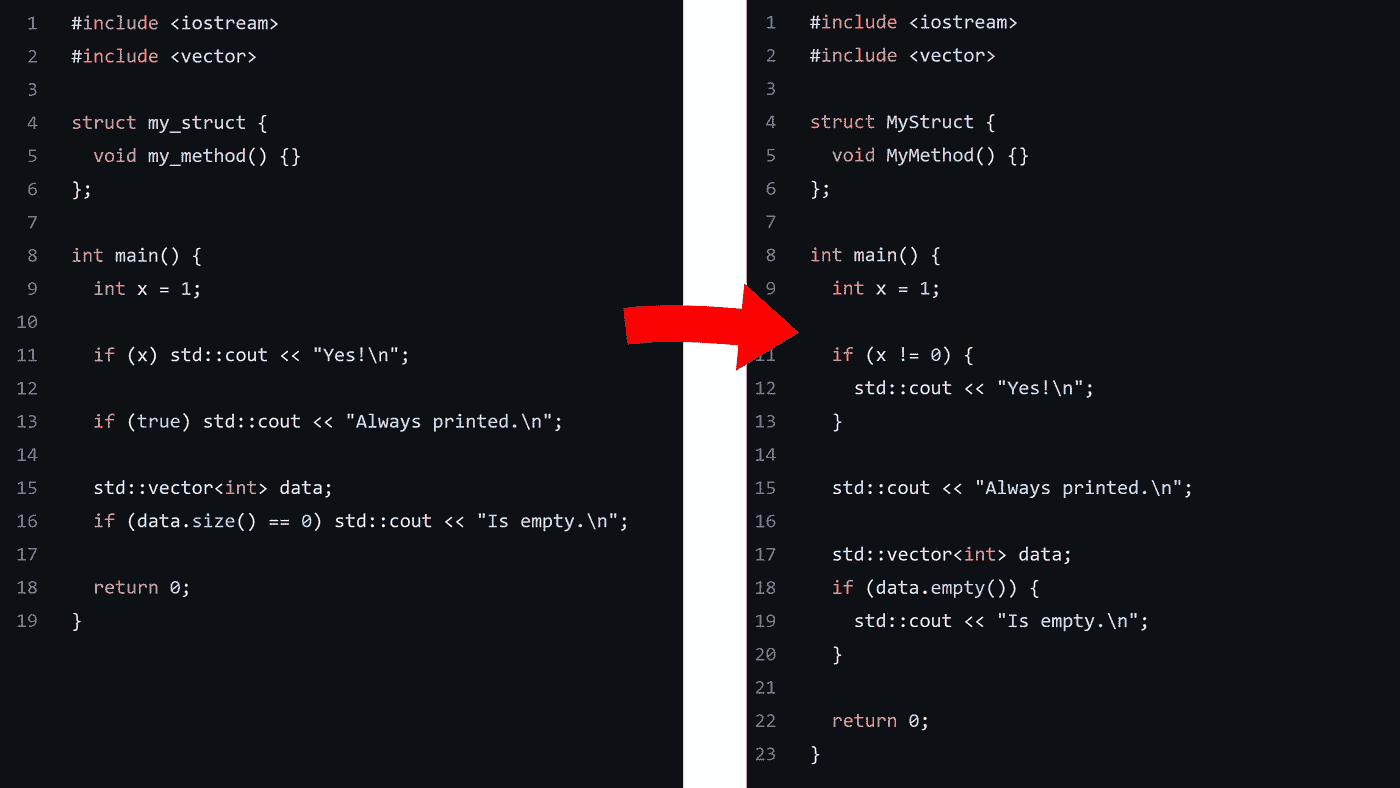 1 #include <iostream>
2 #include <vector>
3
4 struct my_struct {
5   void my_method() {}
6 };
7
8 int main() {
9   int x = 1;
10
11   if (x) std::cout << "Yes!\n";
12
13   if (true) std::cout << "Always printed.\n";
14
15   std::vector<int> data;
16   if (data.size() == 0) std::cout << "Is empty.\n";
17
18   return 0;
19 }
1 #include <iostream>
2 #include <vector>
3
4 struct MyStruct {
5   void MyMethod() {}
6 };
7
8 int main() {
9   int x = 1;

11   if (x != 0) {
12     std::cout << "Yes!\n";
13   }
14
15   std::cout << "Always printed.\n";
16
17   std::vector<int> data;
18   if (data.empty()) {
19     std::cout << "Is empty.\n";
20   }
21
22   return 0;
23 }